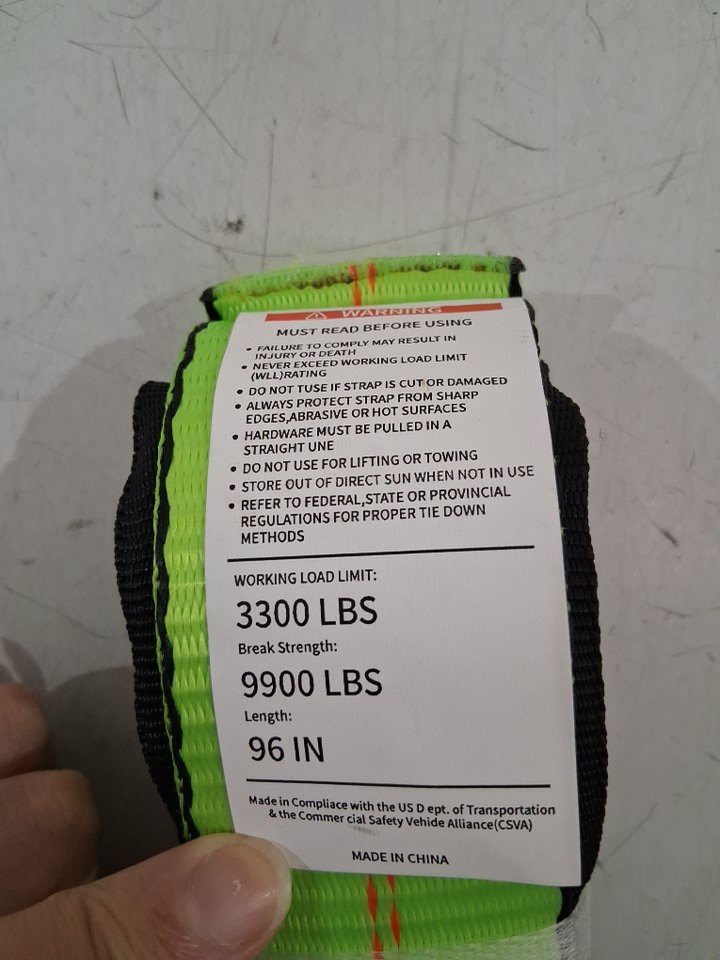 ⚠ WARNING
MUST READ BEFORE USING
• FAILURE TO COMPLY MAY RESULT IN
INJURY OR DEATH
• NEVER EXCEED WORKING LOAD LIMIT
(WLL)RATING
• DO NOT TUSE IF STRAP IS CUT OR DAMAGED
• ALWAYS PROTECT STRAP FROM SHARP
EDGES,ABRASIVE OR HOT SURFACES
• HARDWARE MUST BE PULLED IN A
STRAIGHT UNE
• DO NOT USE FOR LIFTING OR TOWING
• STORE OUT OF DIRECT SUN WHEN NOT IN USE
• REFER TO FEDERAL,STATE OR PROVINCIAL
REGULATIONS FOR PROPER TIE DOWN
METHODS
WORKING LOAD LIMIT:
3300 LBS
Break Strength:
9900 LBS
Length:
96 IN
Made in Compliace with the US D ept. of Transportation
& the Commer cial Safety Vehide Alliance(CSVA)
MADE IN CHINA